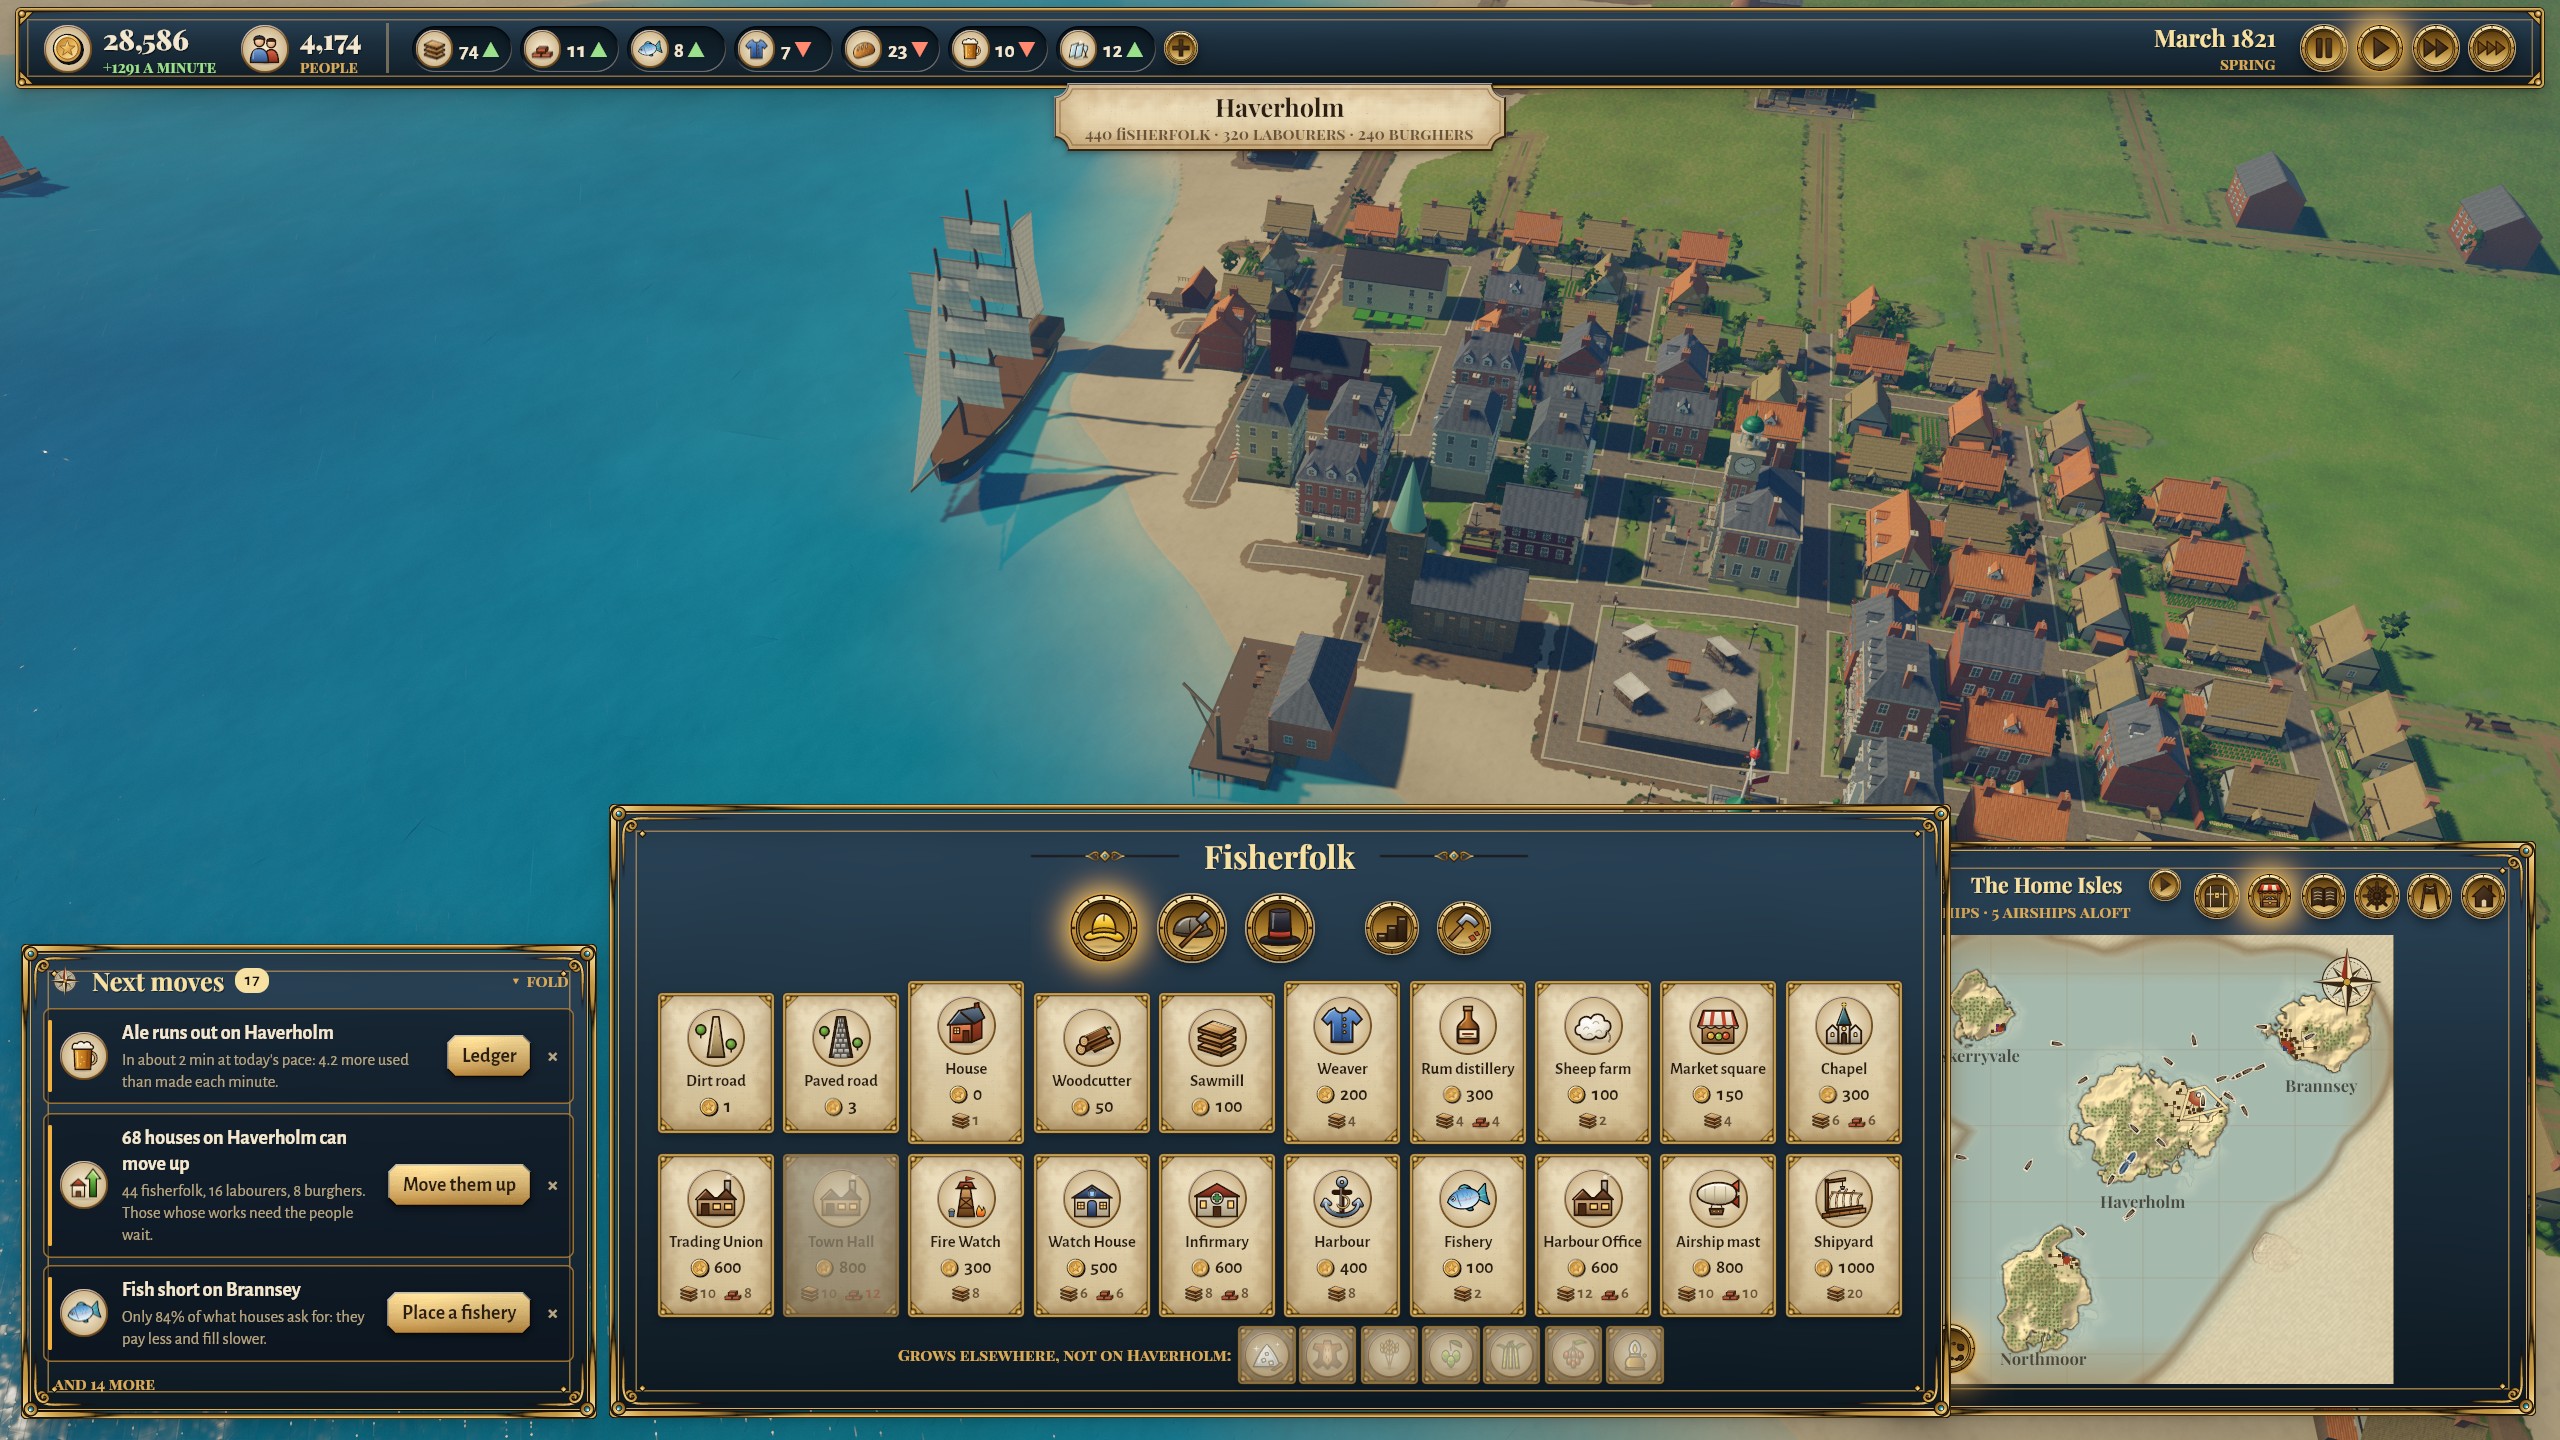 28,586
+1291 A MINUTE
4,174
PEOPLE
74
11
8
7
23
10
12
March 1821
SPRING
Haverholm
440 fiSHERFOLK · 320 LABOURERS · 240 BURGHERS
Next moves 17
▾ FOLD
Ale runs out on Haverholm
In about 2 min at today's pace: 4.2 more used
than made each minute.
Ledger
×
68 houses on Haverholm can
move up
44 fisherfolk, 16 labourers, 8 burghers.
Those whose works need the people
wait.
Move them up
×
Fish short on Brannsey
Only 84% of what houses ask for: they
pay less and fill slower.
Place a fishery
×
AND 14 MORE
Fisherfolk
Dirt road
1
Paved road
3
House
0
1
Woodcutter
50
Sawmill
100
Weaver
200
4
Rum distillery
300
4 4
Sheep farm
100
2
Market square
150
4
Chapel
300
6 6
Trading Union
600
10 8
Town Hall
800
10 12
Fire Watch
300
8
Watch House
500
6 6
Infirmary
600
8 8
Harbour
400
8
Fishery
100
2
Harbour Office
600
12 6
Airship mast
800
10 10
Shipyard
1000
20
GROWS ELSEWHERE, NOT ON HAVERHOLM:
The Home Isles
HIPS · 5 AIRSHIPS ALOFT
kerryvale
Brannsey
Haverholm
Northmoor